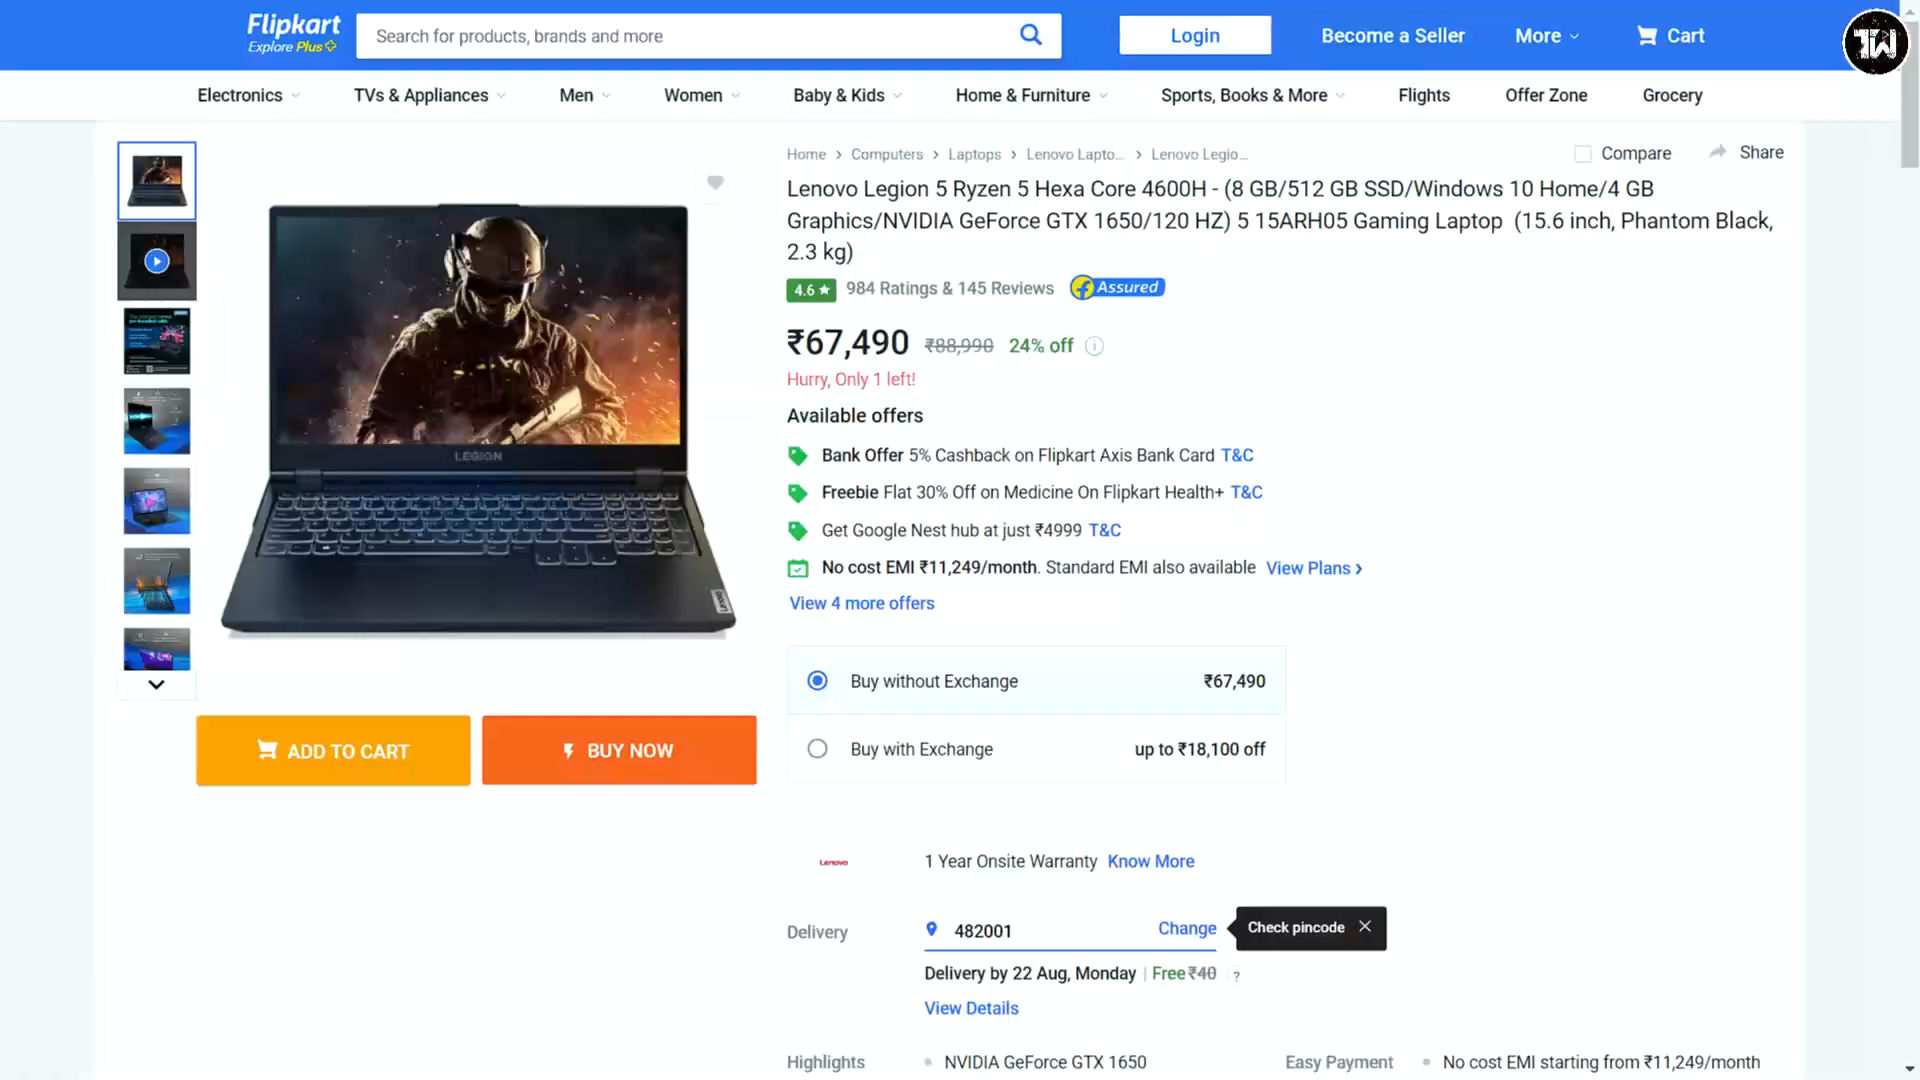 Flipkart
Explore Plus
Search for products, brands and more
Login
Become a Seller
More
Cart
TW
Electronics
TVs & Appliances
Men
Women
Baby & Kids
Home & Furniture
Sports, Books & More
Flights
Offer Zone
Grocery
Home
Computers
Laptops
Lenovo Lapto...
Lenovo Legio...
Compare
Share
Lenovo Legion 5 Ryzen 5 Hexa Core 4600H - (8 GB/512 GB SSD/Windows 10 Home/4 GB
Graphics/NVIDIA GeForce GTX 1650/120 HZ) 5 15ARH05 Gaming Laptop (15.6 inch, Phantom Black,
2.3 kg)
4.6 ★ 984 Ratings & 145 Reviews Assured
₹67,490 ₹88,990 24% off
Hurry, Only 1 left!
Available offers
Bank Offer 5% Cashback on Flipkart Axis Bank Card T&C
Freebie Flat 30% Off on Medicine On Flipkart Health+ T&C
Get Google Nest hub at just ₹4999 T&C
No cost EMI ₹11,249/month. Standard EMI also available View Plans
View 4 more offers
LEGION
Lenovo
Buy without Exchange ₹67,490
Buy with Exchange up to ₹18,100 off
ADD TO CART
BUY NOW
Lenovo
1 Year Onsite Warranty Know More
Delivery
482001
Change
Check pincode
Delivery by 22 Aug, Monday | Free ₹40 ?
View Details
Highlights
NVIDIA GeForce GTX 1650
Easy Payment
No cost EMI starting from ₹11,249/month